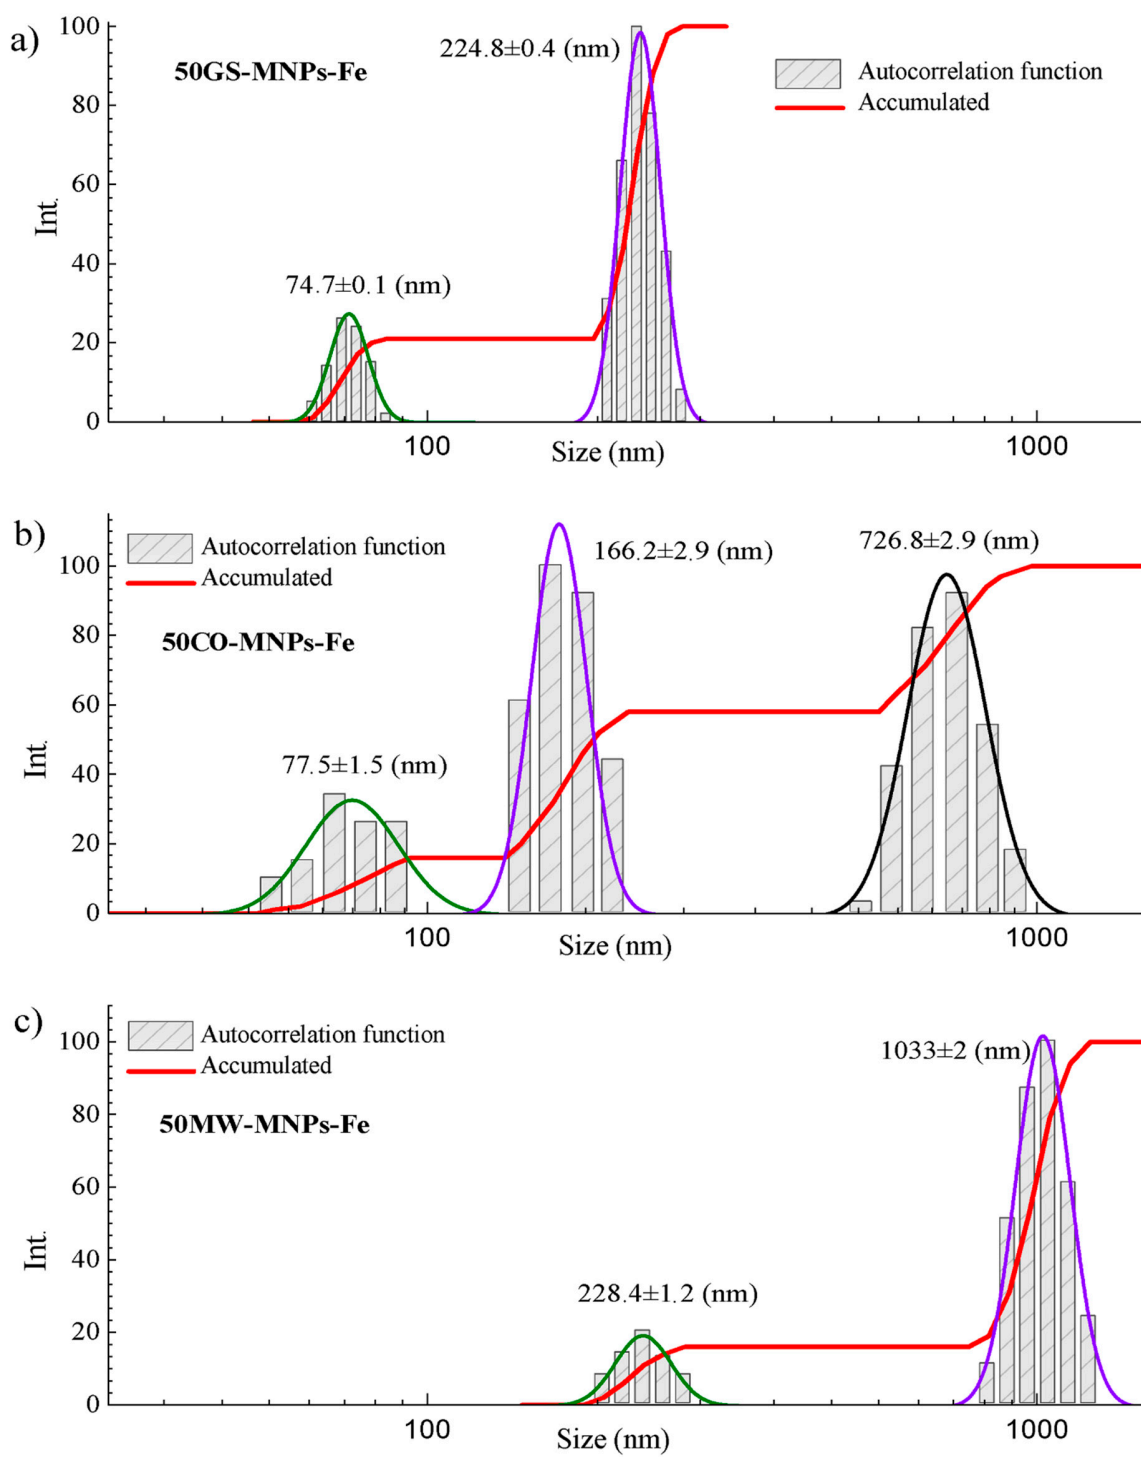 a)
50GS-MNPs-Fe
224.8±0.4 (nm)
Autocorrelation function
Accumulated
74.7±0.1 (nm)
Int.
100
80
60
40
20
0
100
1000
Size (nm)
b)
Autocorrelation function
Accumulated
50CO-MNPs-Fe
166.2±2.9 (nm)
726.8±2.9 (nm)
77.5±1.5 (nm)
Int.
100
80
60
40
20
0
100
1000
Size (nm)
c)
Autocorrelation function
Accumulated
50MW-MNPs-Fe
1033±2 (nm)
228.4±1.2 (nm)
Int.
100
80
60
40
20
0
100
1000
Size (nm)